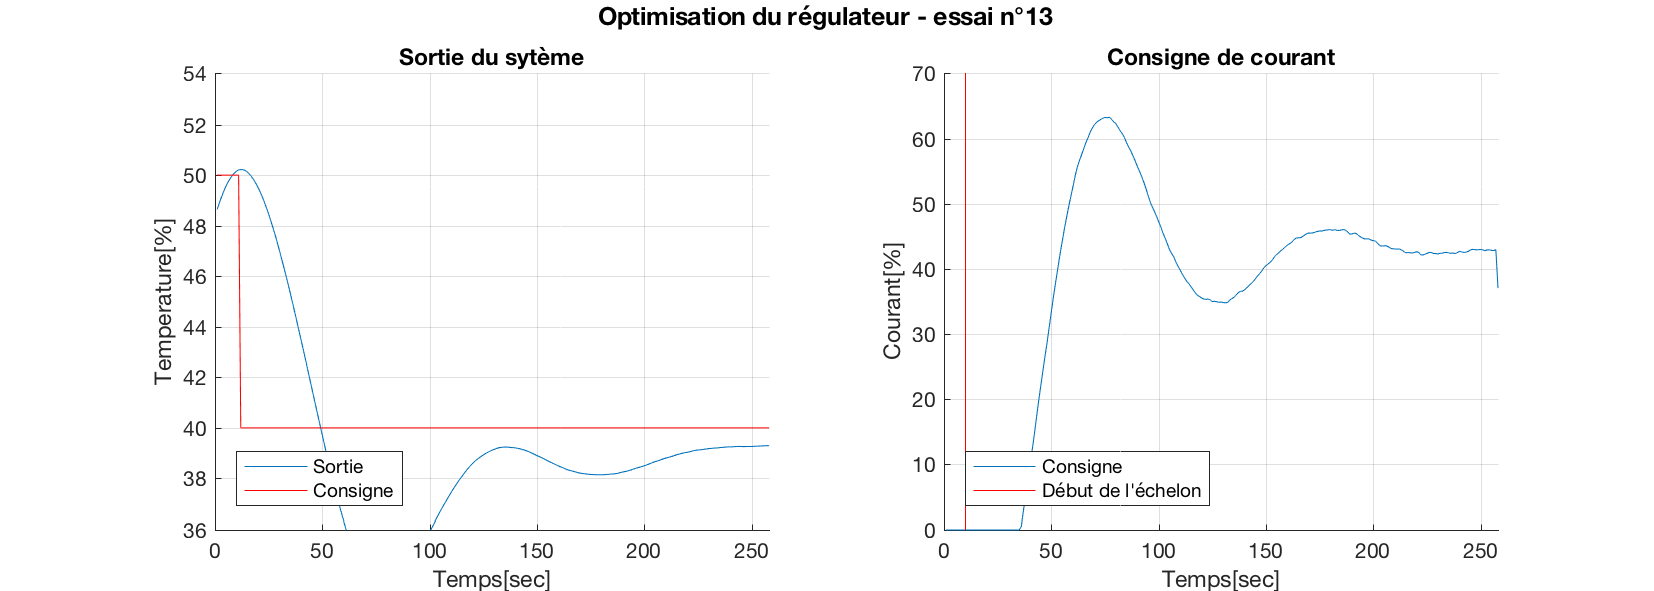 Optimisation du régulateur - essai n°13
Sortie du sytème
54
52
50
48
46
44
42
40
38
36
0
50
100
150
200
250
Temperature[%]
Temps[sec]
Sortie
Consigne
Consigne de courant
70
60
50
40
30
20
10
0
0
50
100
150
200
250
Courant[%]
Temps[sec]
Consigne
Début de l'échelon